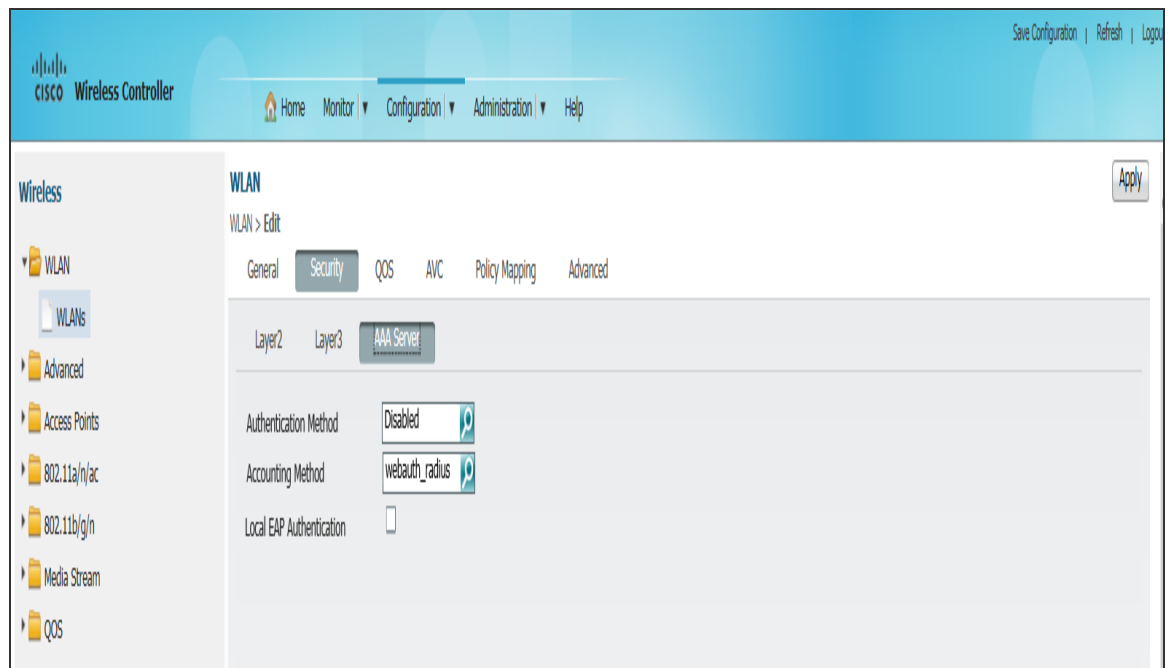 Save Configuration | Refresh | Logou
CISCO Wireless Controller
Home Monitor Configuration Administration Help
Wireless
WLAN
WLANs
Advanced
Access Points
802.11a/n/ac
802.11b/g/n
Media Stream
QOS
WLAN
Apply
WLAN > Edit
General Security QOS AVC Policy Mapping Advanced
Layer2 Layer3 AAA Server
Authentication Method Disabled
Accounting Method webauth_radius
Local EAP Authentication